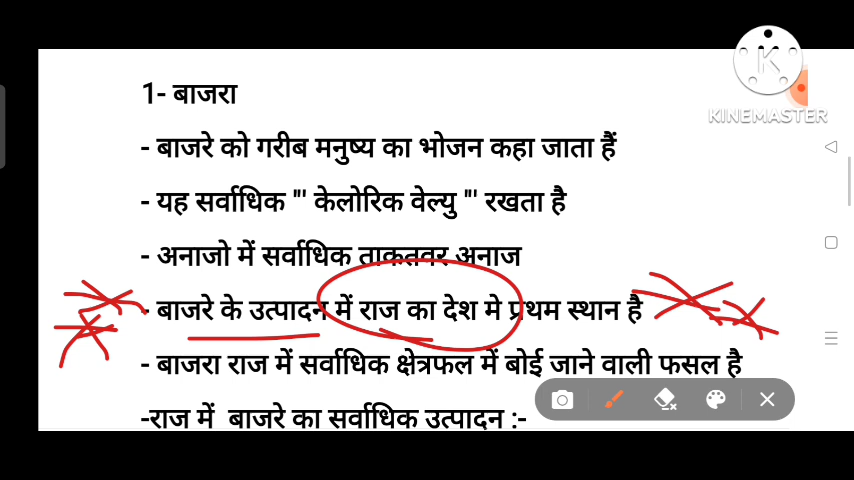 1- बाजरा
KINEMASTER
- बाजरे को गरीब मनुष्य का भोजन कहा जाता हैं
- यह सर्वाधिक "' केलोरिक वेल्यु "' रखता है
- अनाजो में सर्वाधिक ताकतवर अनाज
- बाजरे के उत्पादन में राज का देश मे प्रथम स्थान है
- बाजरा राज में सर्वाधिक क्षेत्रफल में बोई जाने वाली फसल है
-राज में बाजरे का सर्वाधिक उत्पादन :-